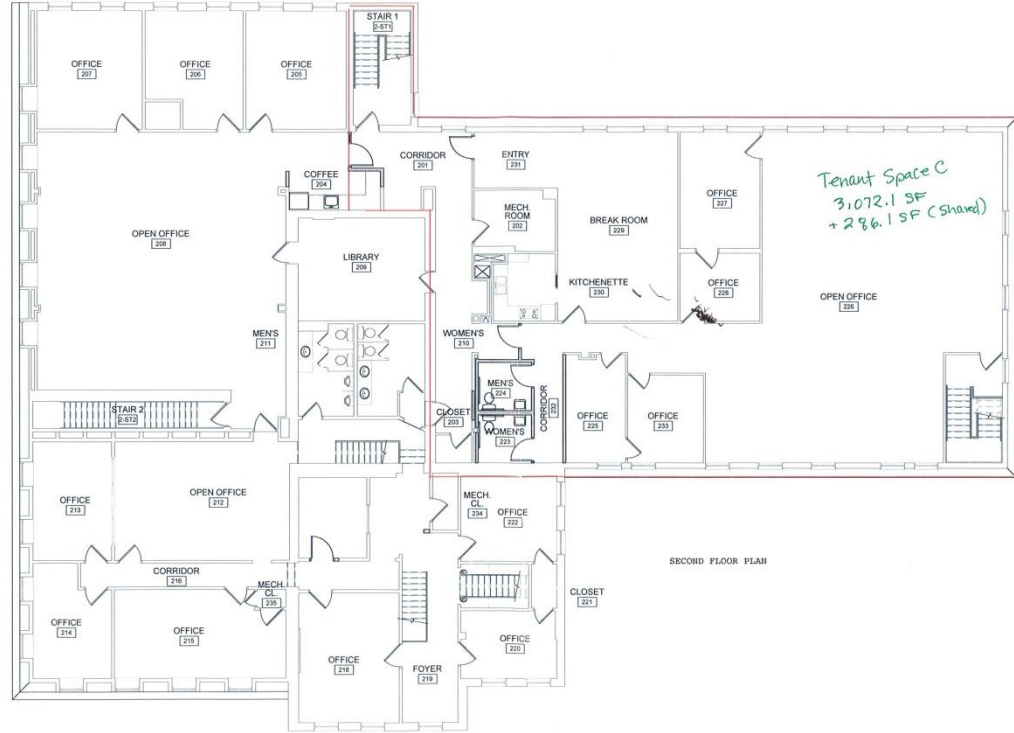 STAIR 1
2-ST1
OFFICE
207
OFFICE
206
OFFICE
205
CORRIDOR
201
ENTRY
231
COFFEE
204
MECH.
ROOM
202
BREAK ROOM
229
OFFICE
227
Tenant Space C
3,072.1 SF
+ 286.1 SF (Shared)
OPEN OFFICE
208
LIBRARY
209
KITCHENETTE
230
OFFICE
228
OPEN OFFICE
226
MEN'S
211
WOMEN'S
210
MEN'S
224
CORRIDOR
232
STAIR 2
2-ST2
CLOSET
203
WOMEN'S
223
OFFICE
225
OFFICE
233
OFFICE
213
OPEN OFFICE
212
MECH.
CL.
234
OFFICE
222
SECOND FLOOR PLAN
CORRIDOR
216
MECH.
CL.
235
CLOSET
221
OFFICE
214
OFFICE
215
OFFICE
218
FOYER
219
OFFICE
220